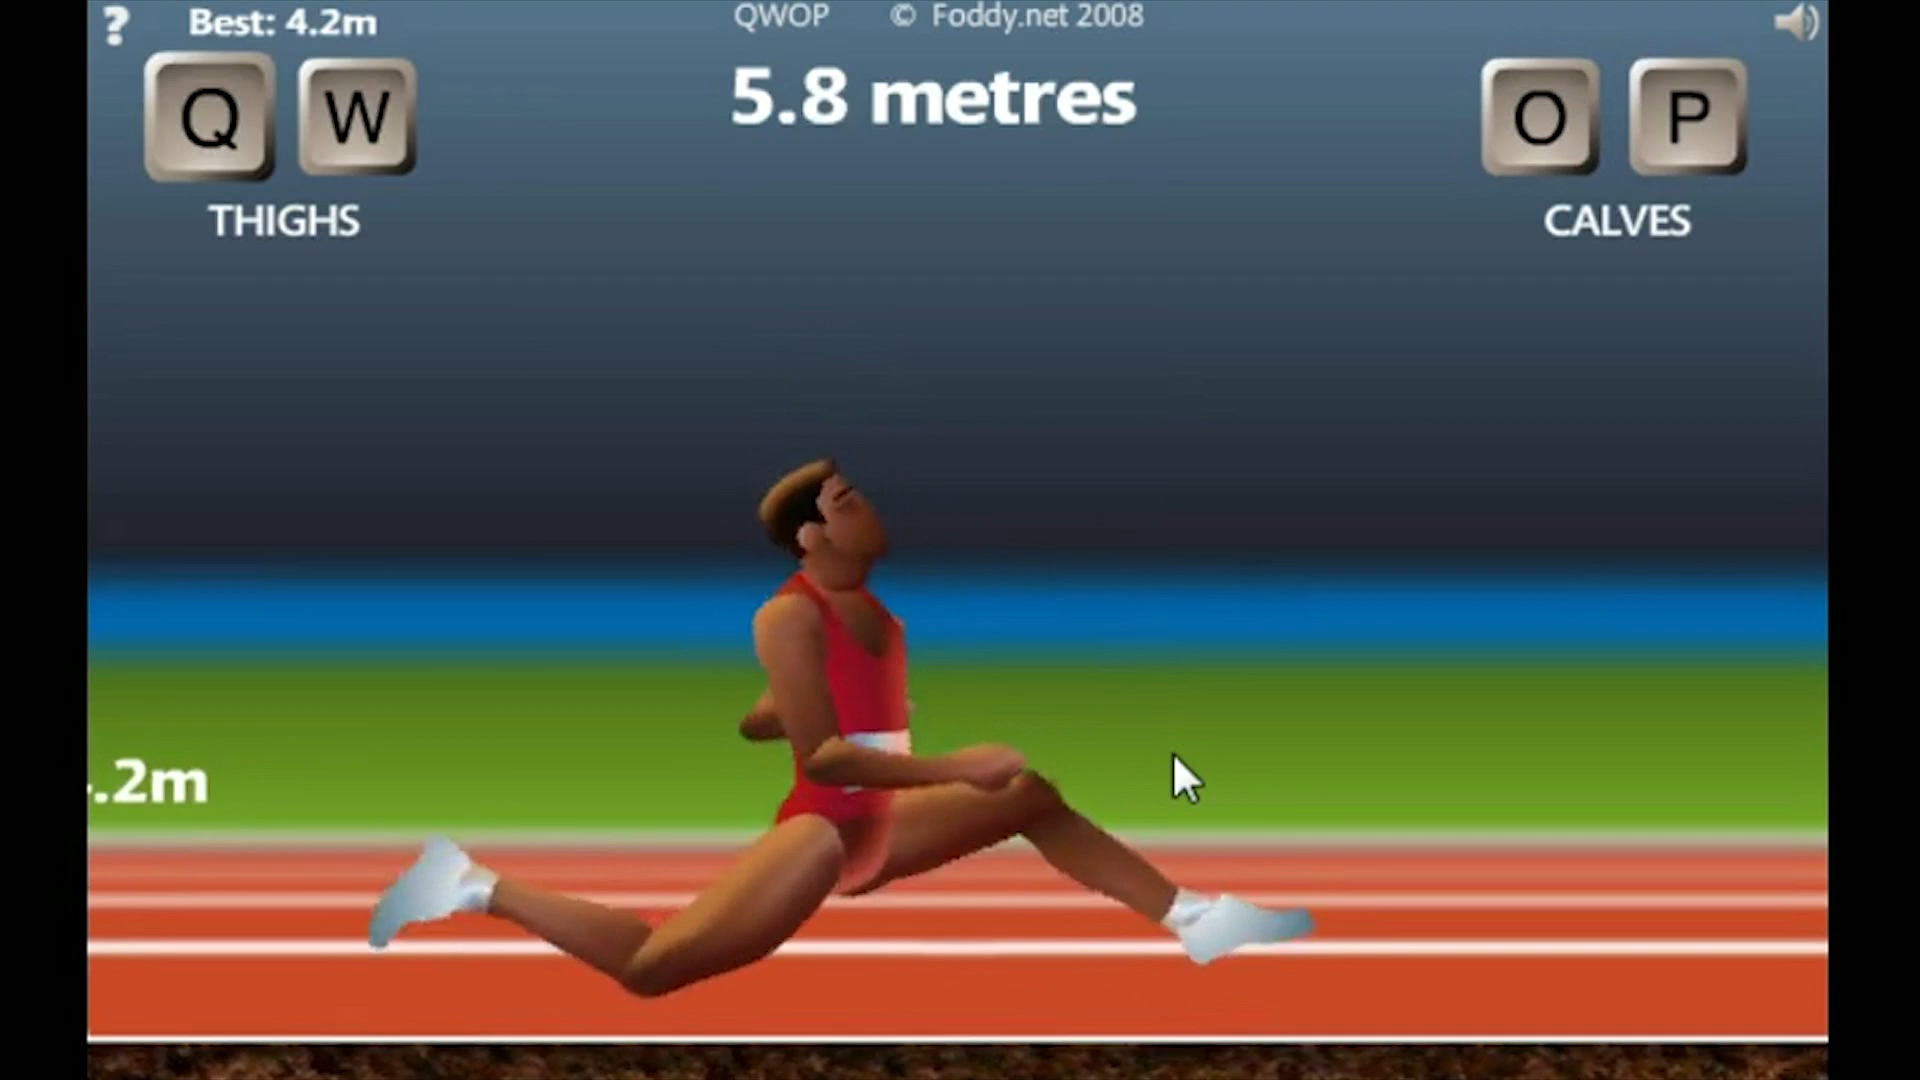 ? Best: 4.2m QWOP © Foddy.net 2008
5.8 metres
Q W O P
THIGHS CALVES
.2m